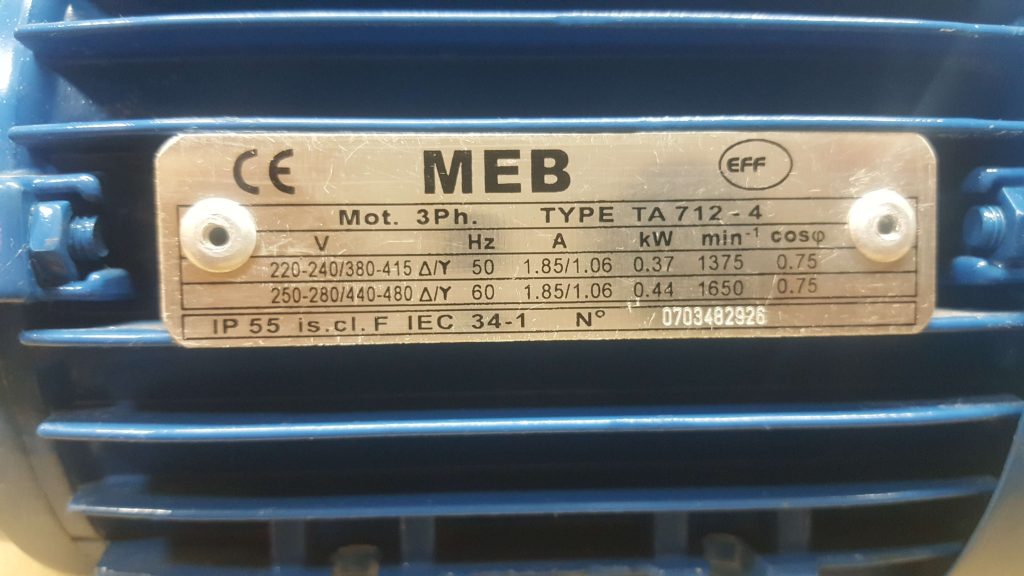 CE MEB EFF
Mot. 3Ph. TYPE TA 712-4
V Hz A kW min⁻¹ cosφ
220-240/380-415 Δ/Y 50 1.85/1.06 0.37 1375 0.75
250-280/440-480 Δ/Y 60 1.85/1.06 0.44 1650 0.75
IP 55 is.cl.F IEC 34-1 N° 0703482926